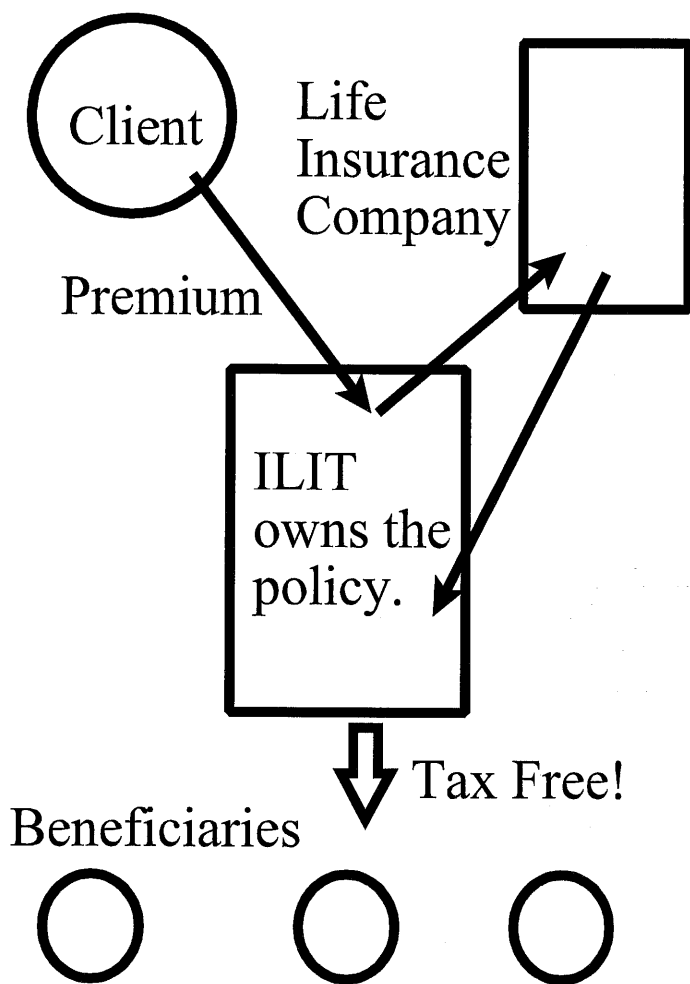 Client
Life
Insurance
Company
Premium
ILIT
owns the
policy.
Tax Free!
Beneficiaries